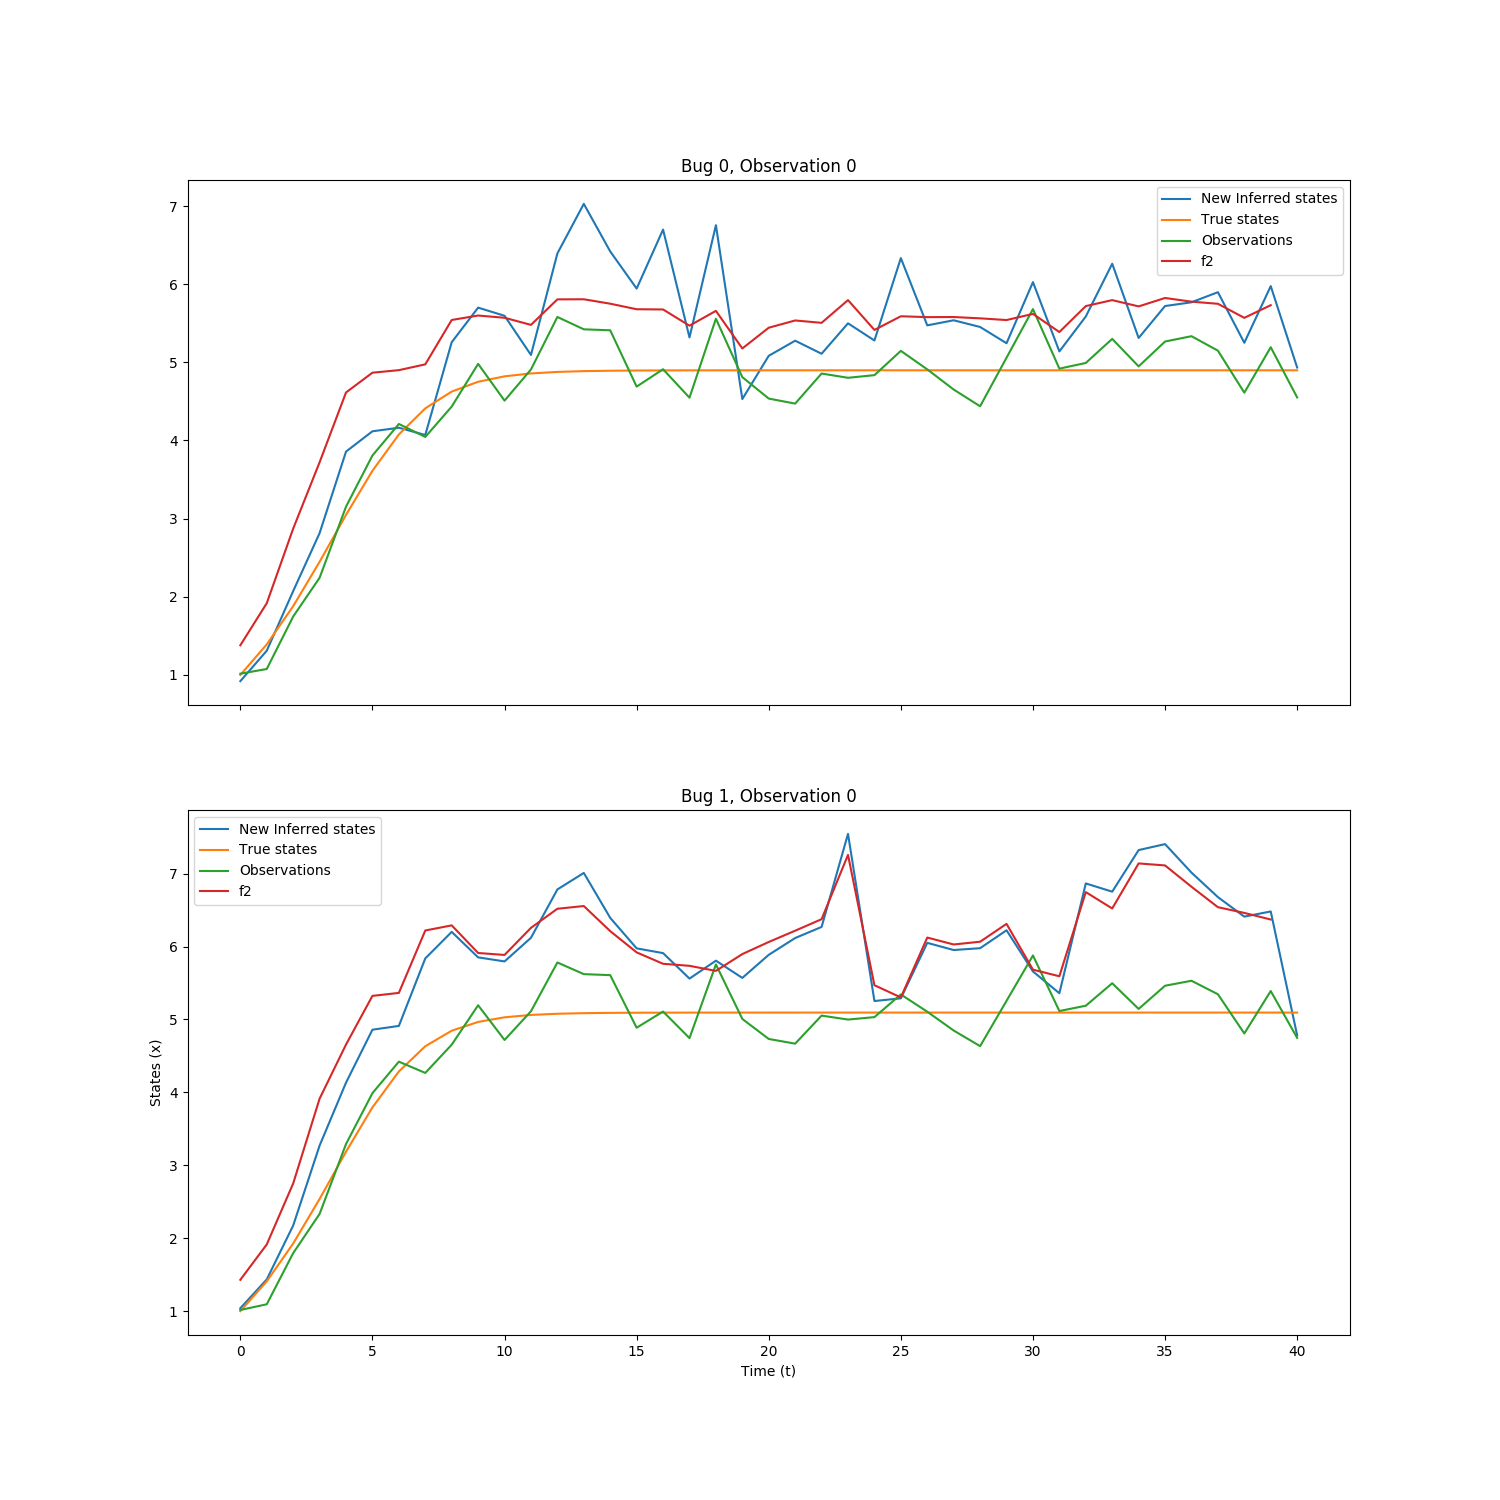 Bug 0, Observation 0
New Inferred states
True states
Observations
f2
7
6
5
4
3
2
1
Bug 1, Observation 0
New Inferred states
True states
Observations
f2
7
6
5
4
3
2
1
States (x)
0 5 10 15 20 25 30 35 40
Time (t)